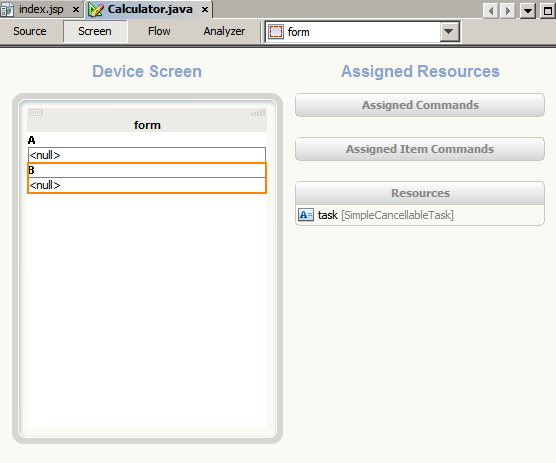 index.jsp × Calculator.java ×
Source Screen Flow Analyzer form
Device Screen
Assigned Resources
form
A
<null>
B
<null>
Assigned Commands
Assigned Item Commands
Resources
A= task [SimpleCancellableTask]